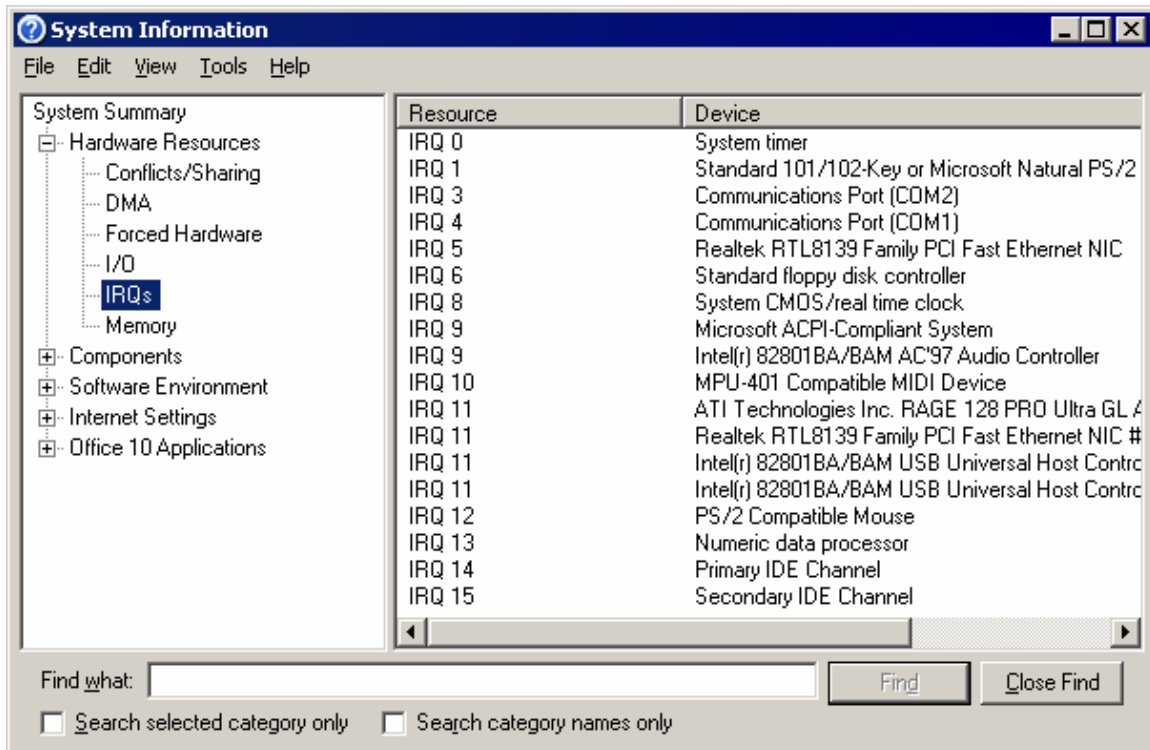 System Information
File Edit View Tools Help
System Summary
Hardware Resources
Conflicts/Sharing
DMA
Forced Hardware
I/O
IRQs
Memory
Components
Software Environment
Internet Settings
Office 10 Applications
Resource Device
IRQ 0 System timer
IRQ 1 Standard 101/102-Key or Microsoft Natural PS/2
IRQ 3 Communications Port (COM2)
IRQ 4 Communications Port (COM1)
IRQ 5 Realtek RTL8139 Family PCI Fast Ethernet NIC
IRQ 6 Standard floppy disk controller
IRQ 8 System CMOS/real time clock
IRQ 9 Microsoft ACPI-Compliant System
IRQ 9 Intel(r) 82801BA/BAM AC'97 Audio Controller
IRQ 10 MPU-401 Compatible MIDI Device
IRQ 11 ATI Technologies Inc. RAGE 128 PRO Ultra GL
IRQ 11 Realtek RTL8139 Family PCI Fast Ethernet NIC #
IRQ 11 Intel(r) 82801BA/BAM USB Universal Host Contro
IRQ 11 Intel(r) 82801BA/BAM USB Universal Host Contro
IRQ 12 PS/2 Compatible Mouse
IRQ 13 Numeric data processor
IRQ 14 Primary IDE Channel
IRQ 15 Secondary IDE Channel
Find what: Find Close Find
Search selected category only Search category names only